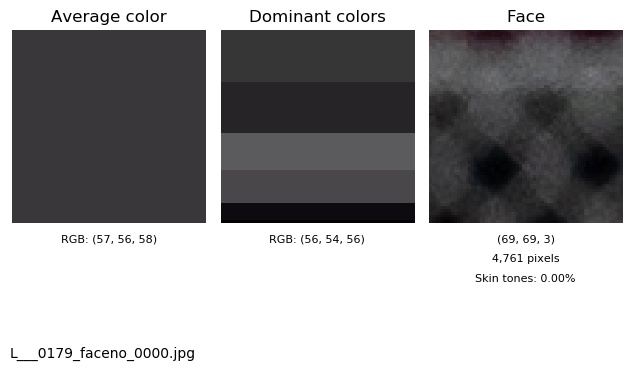 Average color
Dominant colors
Face
RGB: (57, 56, 58)
RGB: (56, 54, 56)
(69, 69, 3)
4,761 pixels
Skin tones: 0.00%
L___0179_faceno_0000.jpg